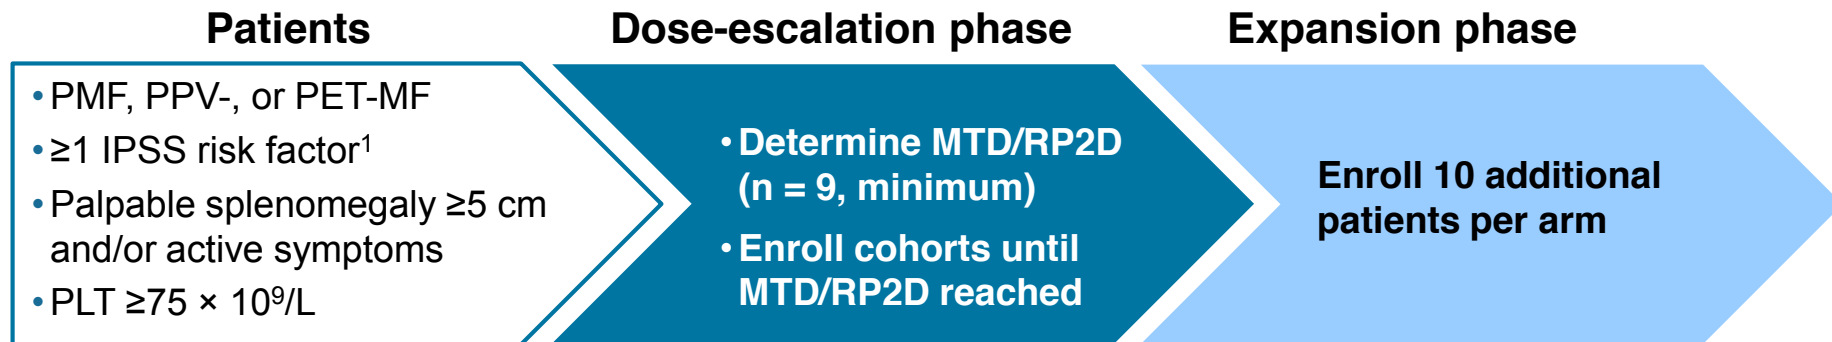 Patients
• PMF, PPV-, or PET-MF
• ≥1 IPSS risk factor¹
• Palpable splenomegaly ≥5 cm
and/or active symptoms
• PLT ≥75 × 10⁹/L
Dose-escalation phase
• Determine MTD/RP2D
(n = 9, minimum)
• Enroll cohorts until
MTD/RP2D reached
Expansion phase
Enroll 10 additional
patients per arm